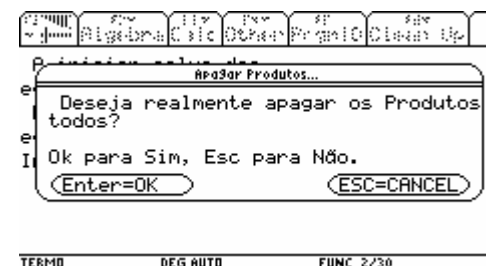 Algebra Calc Other PrgmIO Clean Up
Apagar Produtos...
Deseja realmente apagar os Produtos
todos?
Ok para Sim, Esc para Não.
Enter=OK ESC=CANCEL
TERMO DEG AUTO FUNC 2/30